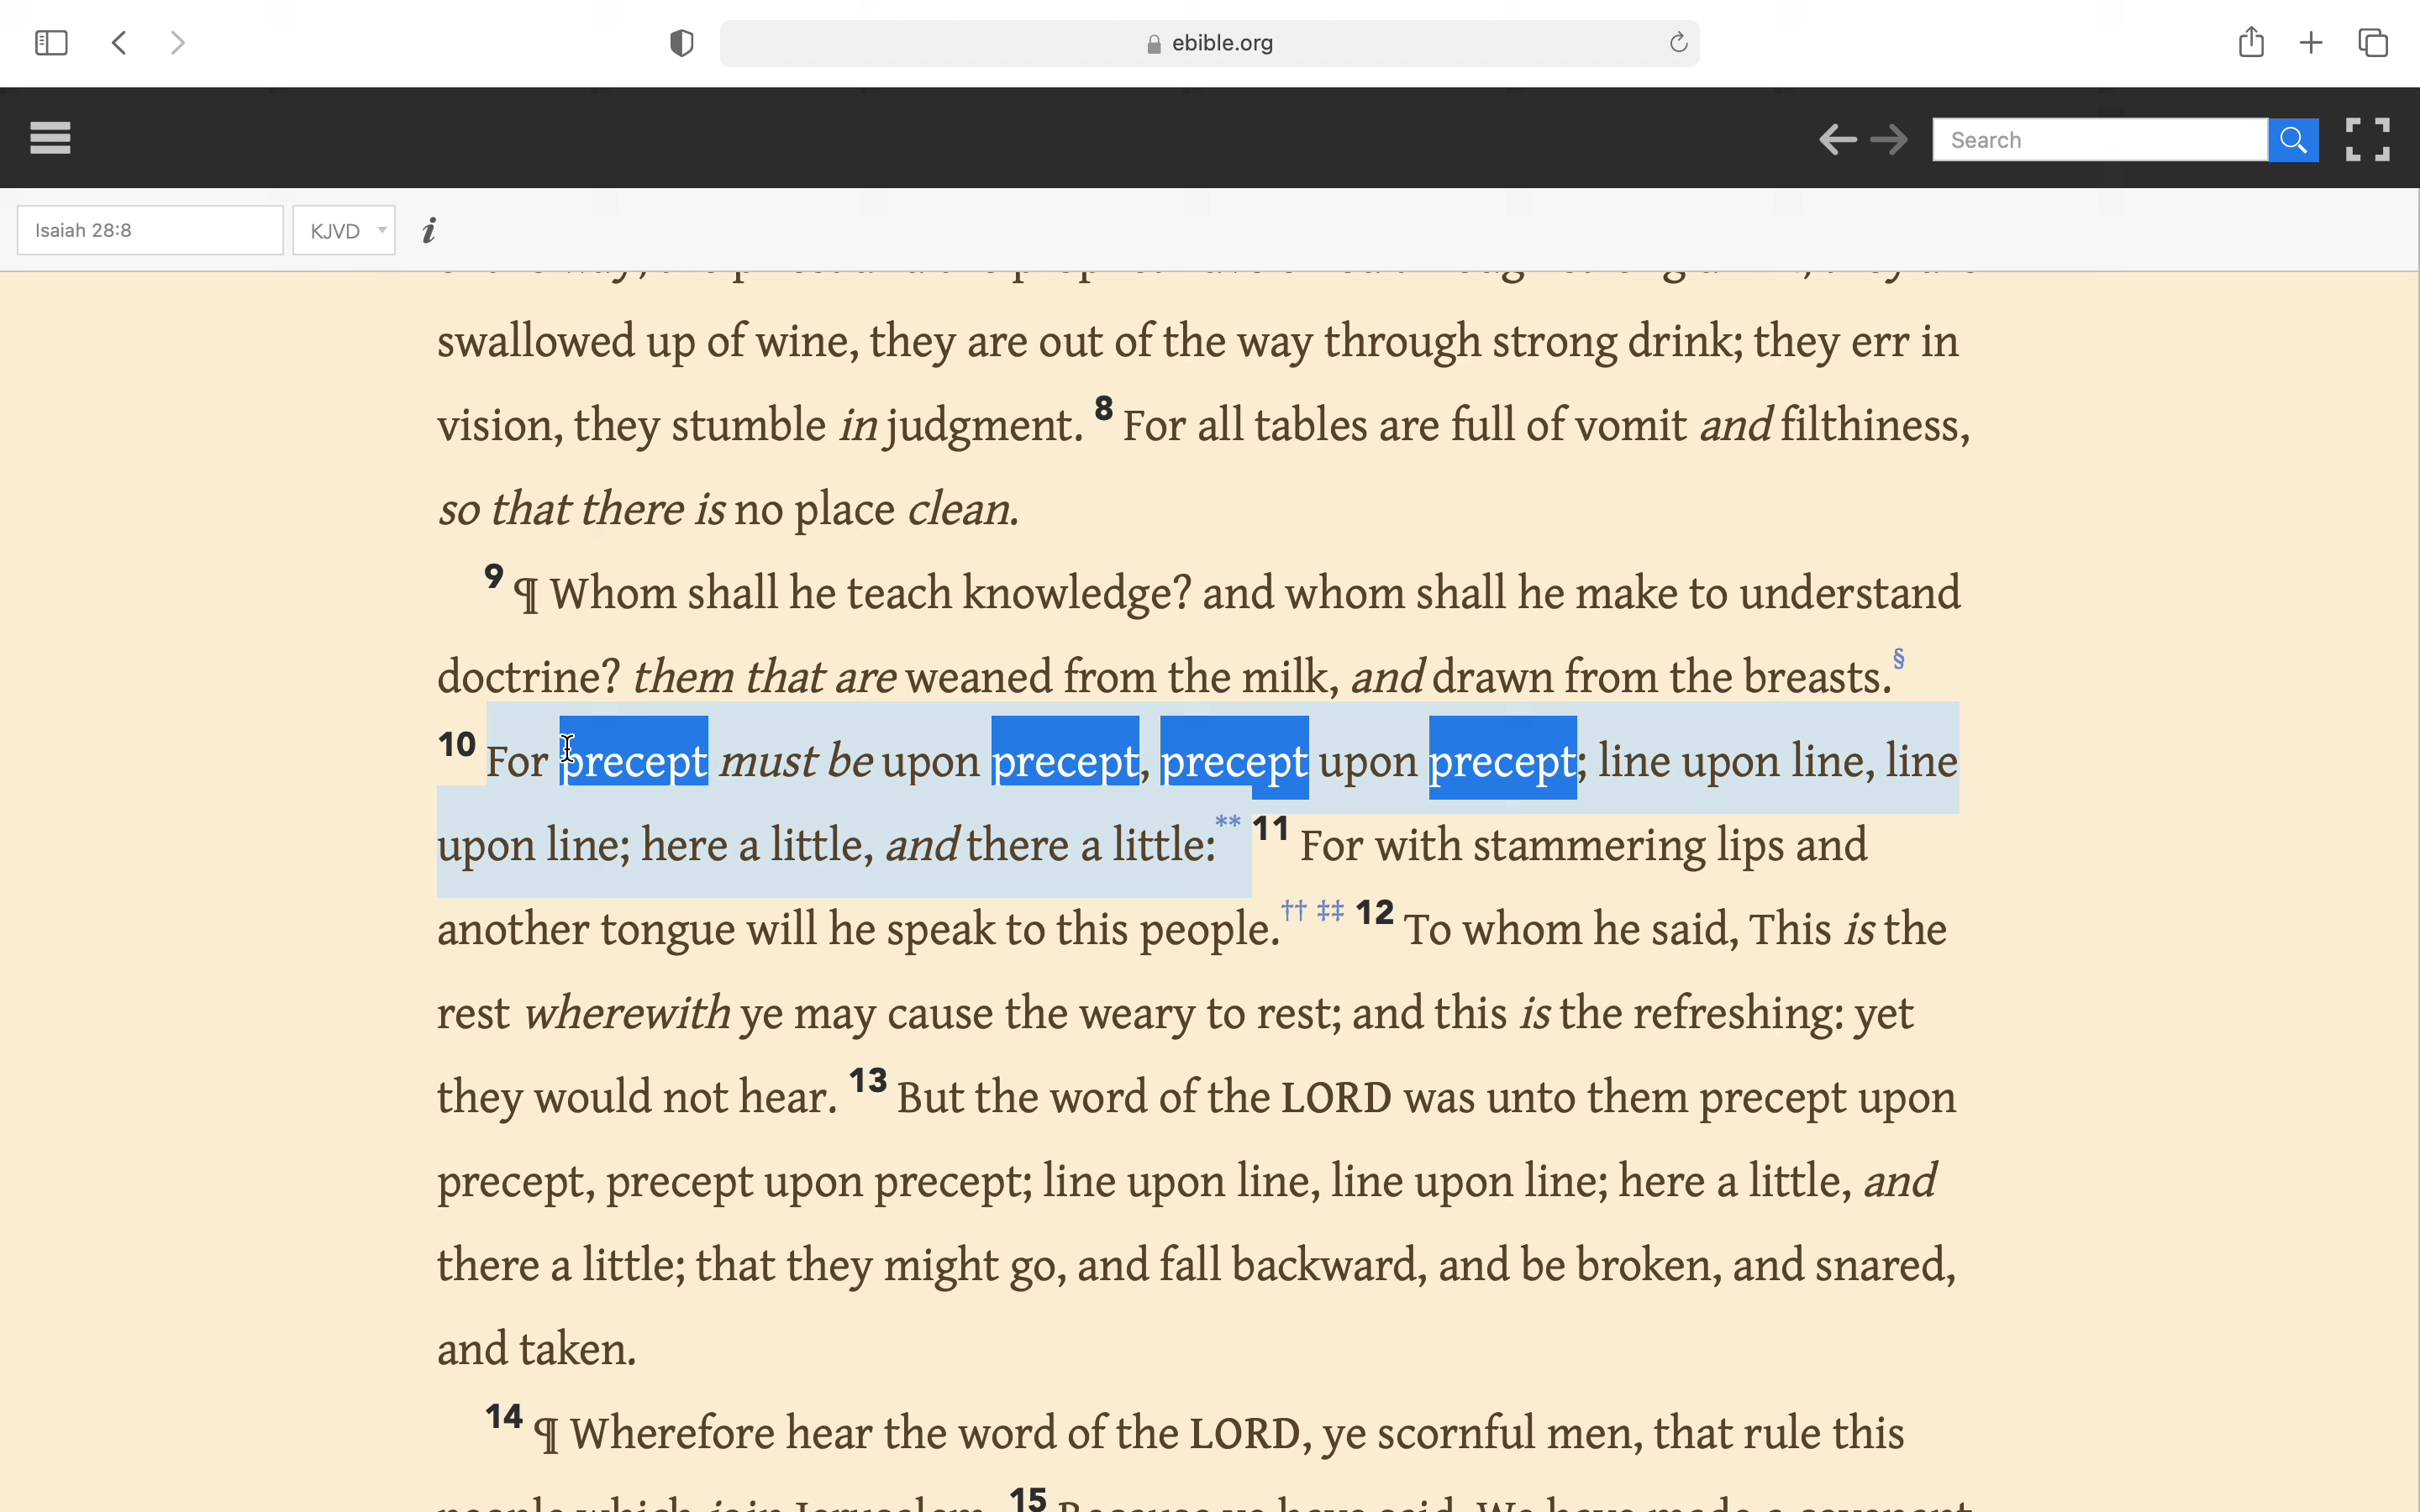 ebible.org
Search
Isaiah 28:8 KJVD i
swallowed up of wine, they are out of the way through strong drink; they err in
vision, they stumble in judgment. 8 For all tables are full of vomit and filthiness,
so that there is no place clean.
9 ¶ Whom shall he teach knowledge? and whom shall he make to understand
doctrine? them that are weaned from the milk, and drawn from the breasts.§
10 For precept must be upon precept, precept upon precept; line upon line, line
upon line; here a little, and there a little:** 11 For with stammering lips and
another tongue will he speak to this people.†† ‡‡ 12 To whom he said, This is the
rest wherewith ye may cause the weary to rest; and this is the refreshing: yet
they would not hear. 13 But the word of the LORD was unto them precept upon
precept, precept upon precept; line upon line, line upon line; here a little, and
there a little; that they might go, and fall backward, and be broken, and snared,
and taken.
14 ¶ Wherefore hear the word of the LORD, ye scornful men, that rule this
15